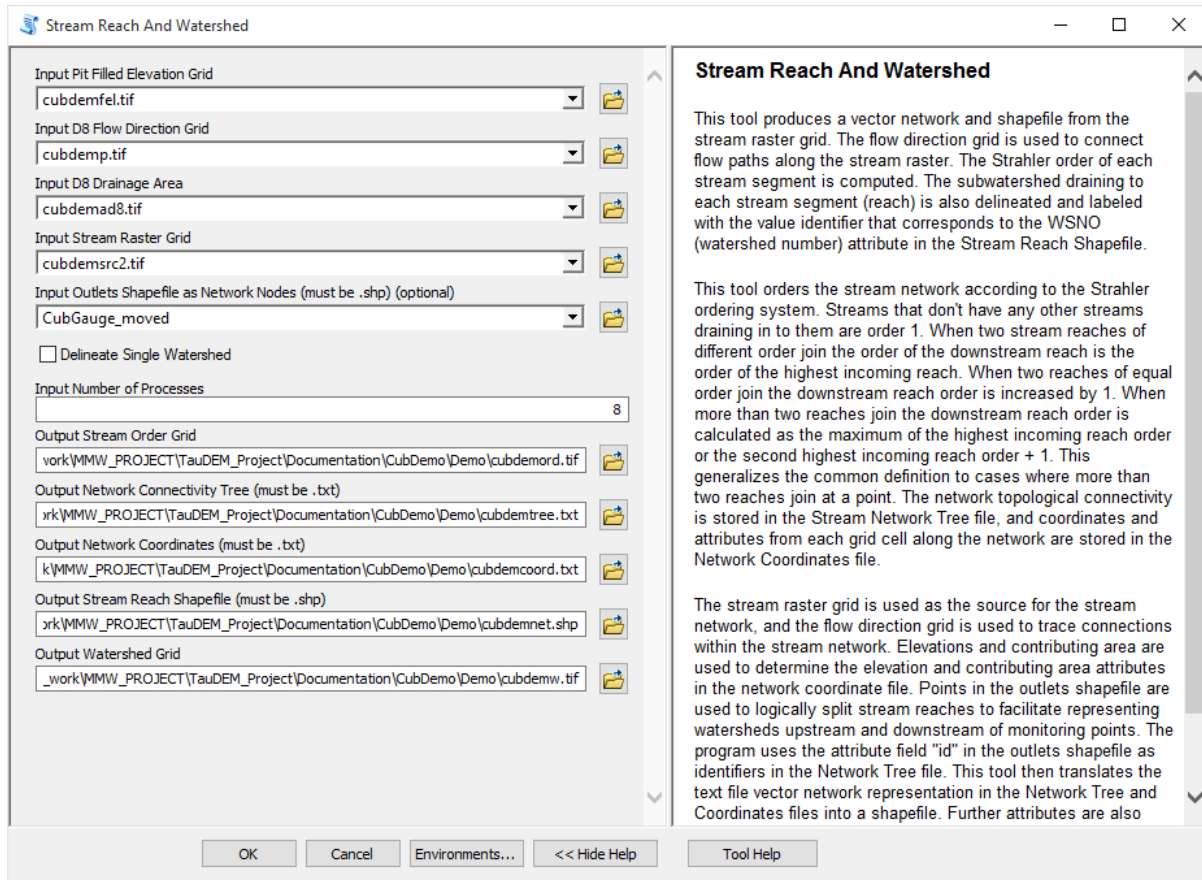 Stream Reach And Watershed
Input Pit Filled Elevation Grid
cubdemfel.tif
Input D8 Flow Direction Grid
cubdemp.tif
Input D8 Drainage Area
cubdemad8.tif
Input Stream Raster Grid
cubdemsrc2.tif
Input Outlets Shapefile as Network Nodes (must be .shp) (optional)
CubGauge_moved
Delineate Single Watershed
Input Number of Processes
8
Output Stream Order Grid
vork\MMW_PROJECT\TauDEM_Project\Documentation\CubDemo\Demo\cubdemord.tif
Output Network Connectivity Tree (must be .txt)
ork\MMW_PROJECT\TauDEM_Project\Documentation\CubDemo\Demo\cubdemtree.txt
Output Network Coordinates (must be .txt)
k\MMW_PROJECT\TauDEM_Project\Documentation\CubDemo\Demo\cubdemcoord.txt
Output Stream Reach Shapefile (must be .shp)
ork\MMW_PROJECT\TauDEM_Project\Documentation\CubDemo\Demo\cubdemnet.shp
Output Watershed Grid
_work\MMW_PROJECT\TauDEM_Project\Documentation\CubDemo\Demo\cubdemw.tif
Stream Reach And Watershed
This tool produces a vector network and shapefile from the
stream raster grid. The flow direction grid is used to connect
flow paths along the stream raster. The Strahler order of each
stream segment is computed. The subwatershed draining to
each stream segment (reach) is also delineated and labeled
with the value identifier that corresponds to the WSNO
(watershed number) attribute in the Stream Reach Shapefile.
This tool orders the stream network according to the Strahler
ordering system. Streams that don't have any other streams
draining in to them are order 1. When two stream reaches of
different order join the order of the downstream reach is the
order of the highest incoming reach. When two reaches of equal
order join the downstream reach order is increased by 1. When
more than two reaches join the downstream reach order is
calculated as the maximum of the highest incoming reach order
or the second highest incoming reach order + 1. This
generalizes the common definition to cases where more than
two reaches join at a point. The network topological connectivity
is stored in the Stream Network Tree file, and coordinates and
attributes from each grid cell along the network are stored in the
Network Coordinates file.
The stream raster grid is used as the source for the stream
network, and the flow direction grid is used to trace connections
within the stream network. Elevations and contributing area are
used to determine the elevation and contributing area attributes
in the network coordinate file. Points in the outlets shapefile are
used to logically split stream reaches to facilitate representing
watersheds upstream and downstream of monitoring points. The
program uses the attribute field "id" in the outlets shapefile as
identifiers in the Network Tree file. This tool then translates the
text file vector network representation in the Network Tree and
Coordinates files into a shapefile. Further attributes are also
OK
Cancel
Environments...
<< Hide Help
Tool Help